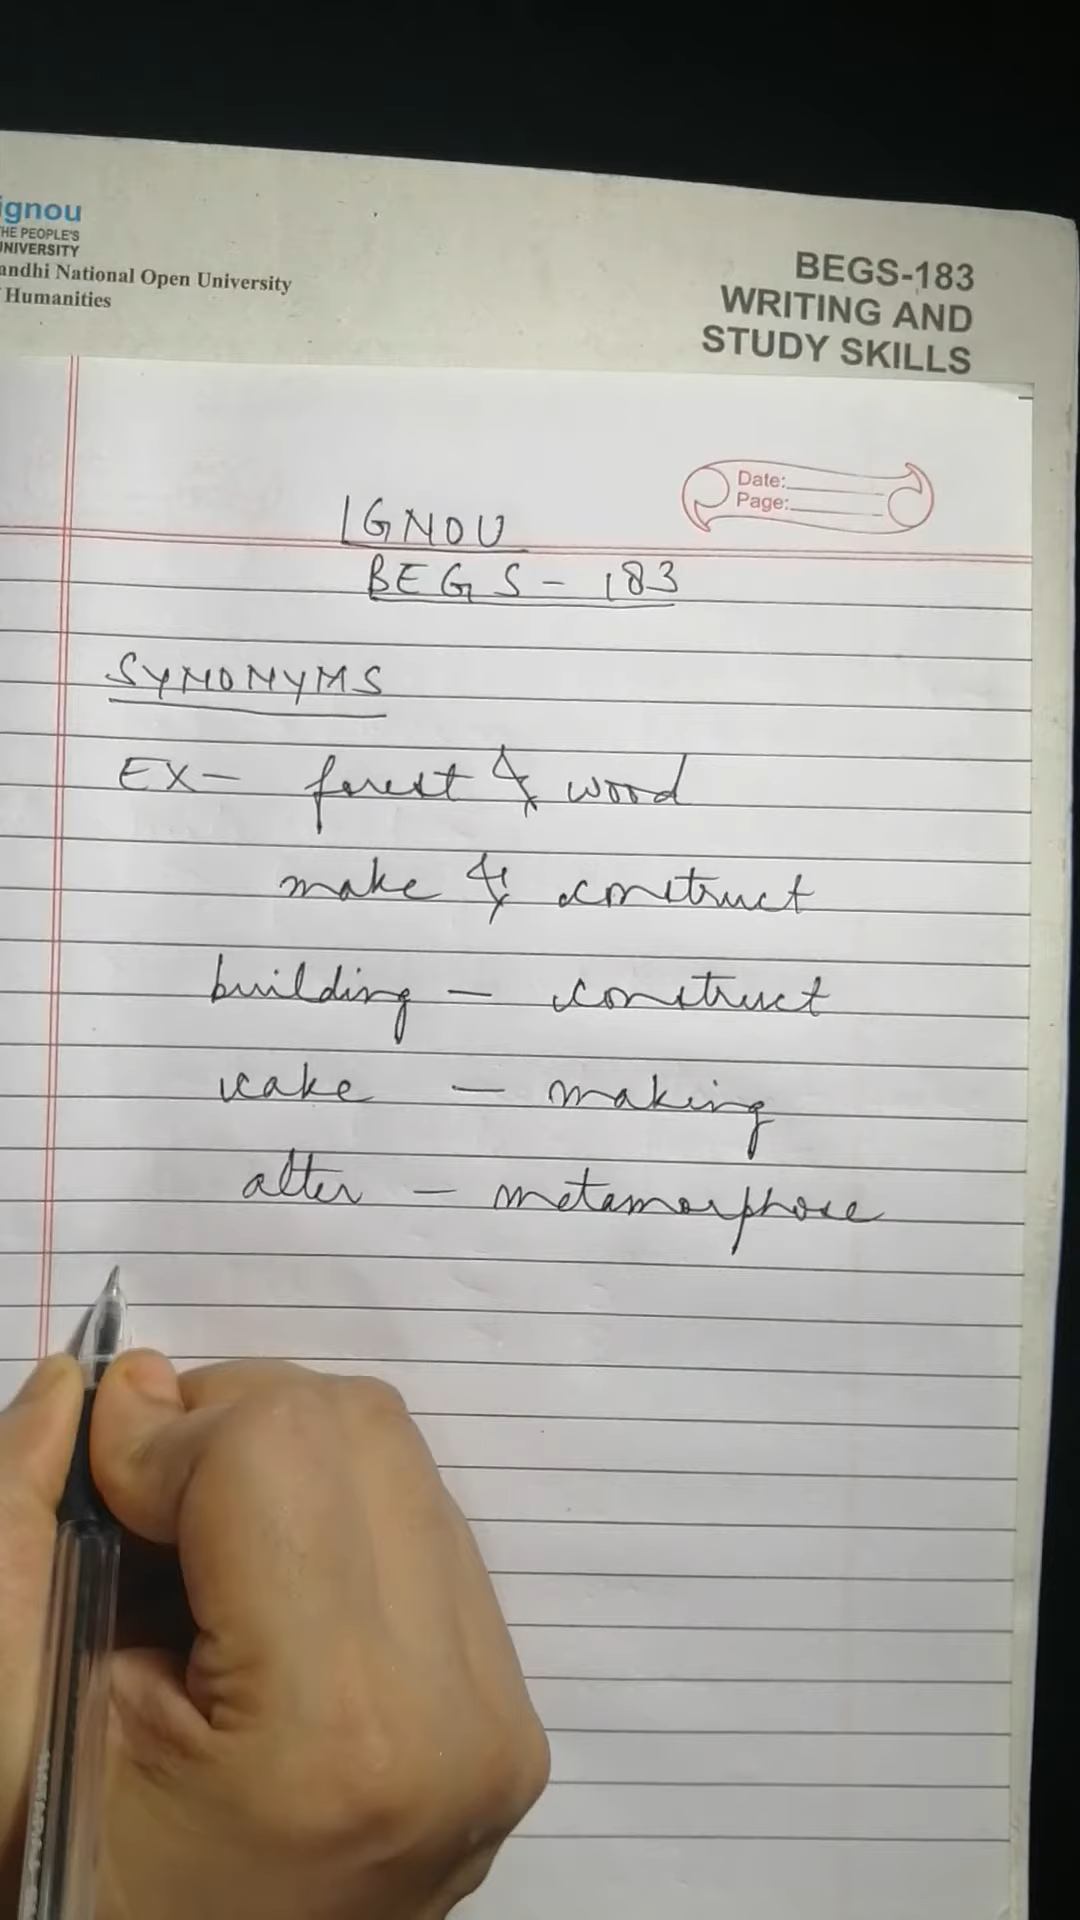 ignou
HE PEOPLE'S
UNIVERSITY
andhi National Open University
Humanities
BEGS-183
WRITING AND
STUDY SKILLS
Date:
Page:
IGNOU
BEGS - 183
SYNONYMS
EX - forest & wood
make & construct
building - construct
cake - making
alter - metamorphose